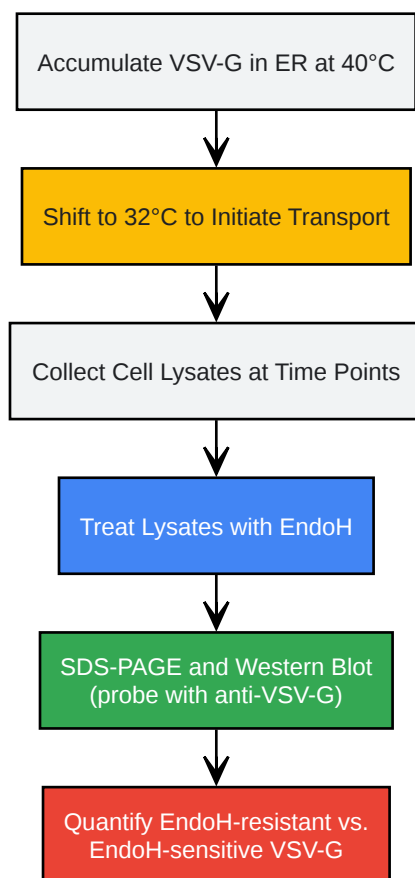 Accumulate VSV-G in ER at 40°C
Shift to 32°C to Initiate Transport
Collect Cell Lysates at Time Points
Treat Lysates with EndoH
SDS-PAGE and Western Blot
(probe with anti-VSV-G)
Quantify EndoH-resistant vs.
EndoH-sensitive VSV-G